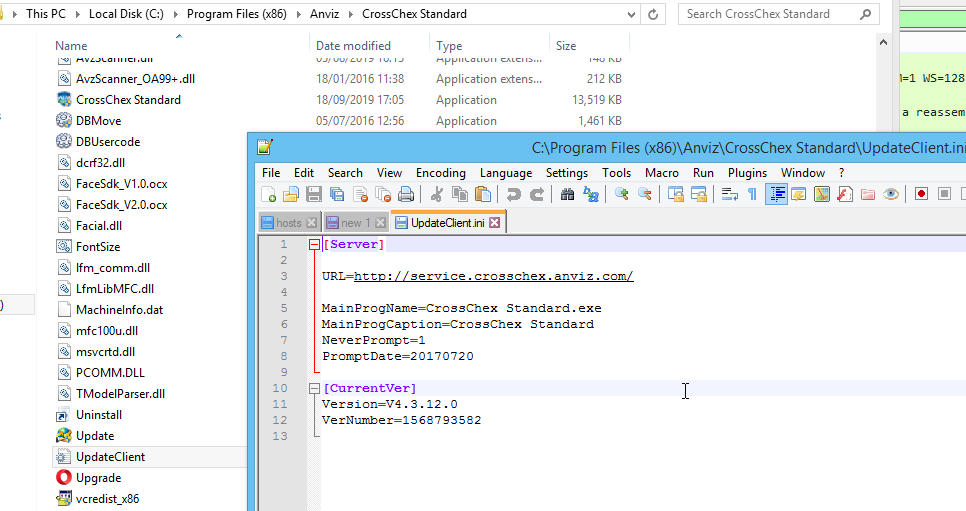 This PC › Local Disk (C:) › Program Files (x86) › Anviz › CrossChex Standard
Search CrossChex Standard
Name Date modified Type Size
AvzScanner.dll 05/08/2016 16:15 Application extens... 148 KB
AvzScanner_OA99+.dll 18/01/2016 11:38 Application extens... 212 KB
CrossChex Standard 18/09/2019 17:05 Application 13,519 KB
DBMove 05/07/2016 12:56 Application 1,461 KB
DBUsercode
dcrf32.dll
FaceSdk_V1.0.ocx
FaceSdk_V2.0.ocx
Facial.dll
FontSize
lfm_comm.dll
LfmLibMFC.dll
MachineInfo.dat
mfc100u.dll
msvcrtd.dll
PCOMM.DLL
TModelParser.dll
Uninstall
Update
UpdateClient
Upgrade
vcredist_x86
=1 WS=128
a reassem
C:\Program Files (x86)\Anviz\CrossChex Standard\UpdateClient.ini
File Edit Search View Encoding Language Settings Tools Macro Run Plugins Window ?
hosts new 1 UpdateClient.ini
1 [Server]
2
3 URL=http://service.crosschex.anviz.com/
4
5 MainProgName=CrossChex Standard.exe
6 MainProgCaption=CrossChex Standard
7 NeverPrompt=1
8 PromptDate=20170720
9
10 [CurrentVer]
11 Version=V4.3.12.0
12 VerNumber=1568793582
13